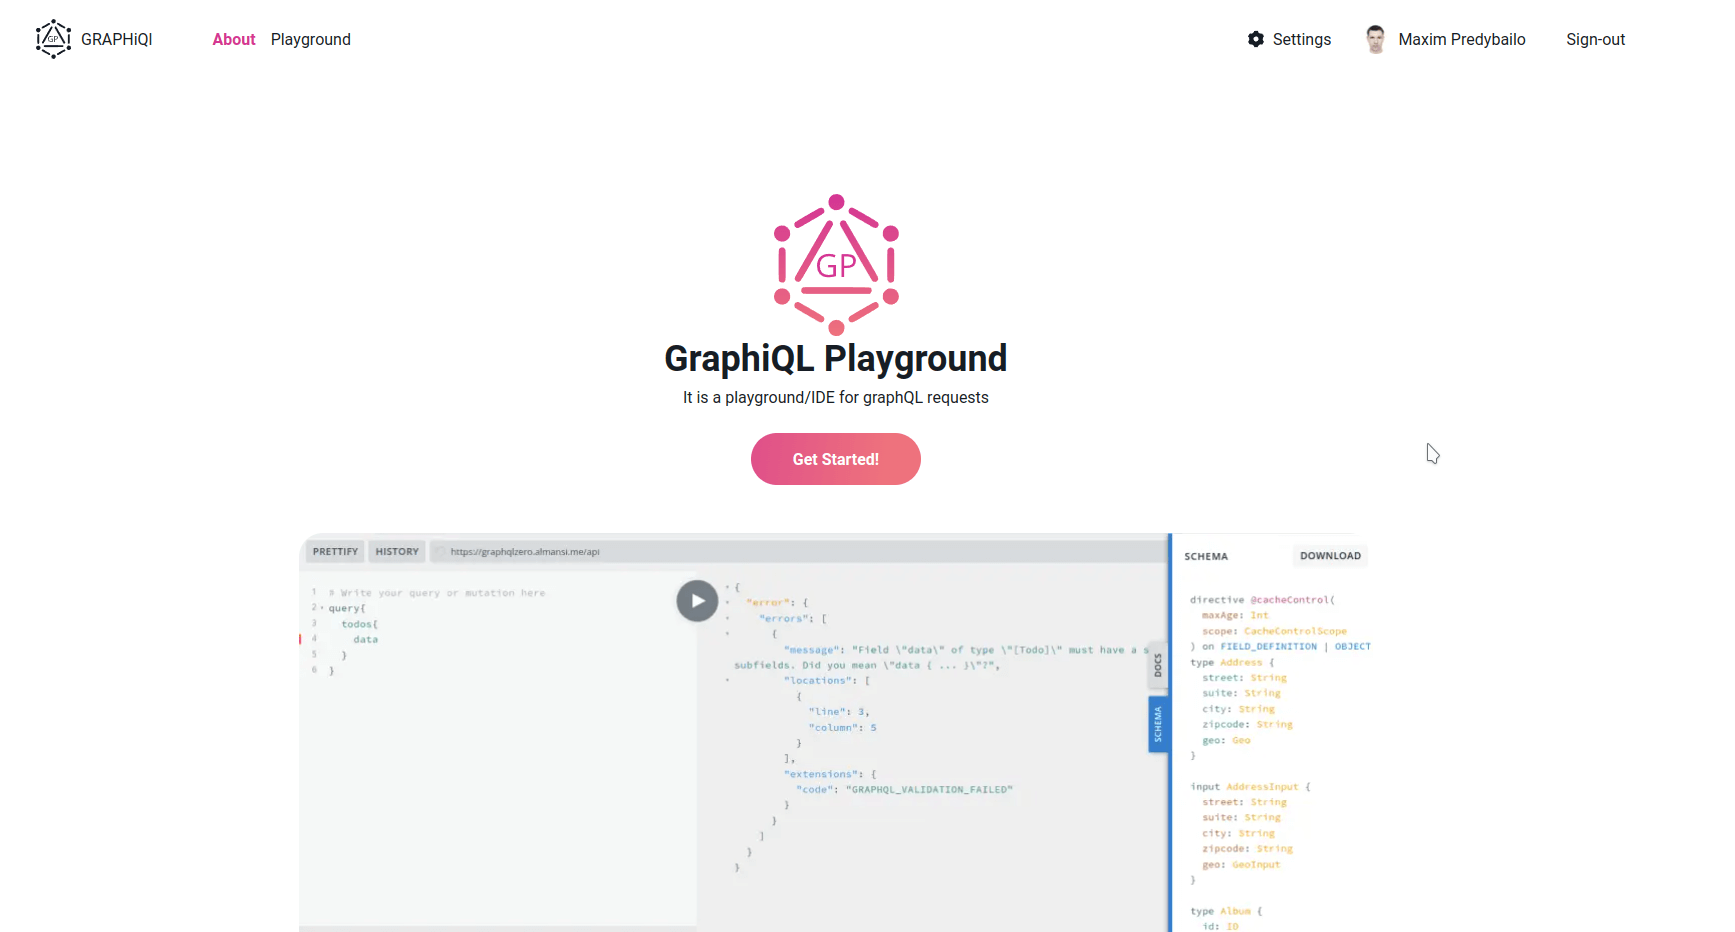 GP
GRAPHiQl
About
Playground
Settings
Maxim Predybailo
Sign-out
GP
GraphiQL Playground
It is a playground/IDE for graphQL requests
Get Started!
PRETTIFY
HISTORY
https://graphqlzero.almansi.me/api
1 # Write your query or mutation here
2 query{
3 todos{
4 data
5 }
6 }
{
"error": {
"errors": [
{
"message": "Field \"data\" of type \"[Todo]\" must have a s
subfields. Did you mean \"data { ... }\"?",
"locations": [
{
"line": 3,
"column": 5
}
],
"extensions": {
"code": "GRAPHQL_VALIDATION_FAILED"
}
}
]
}
}
DOCS
SCHEMA
SCHEMA
DOWNLOAD
directive @cacheControl(
maxAge: Int
scope: CacheControlScope
) on FIELD_DEFINITION | OBJECT
type Address {
street: String
suite: String
city: String
zipcode: String
geo: Geo
}
input AddressInput {
street: String
suite: String
city: String
zipcode: String
geo: GeoInput
}
type Album {
id: ID